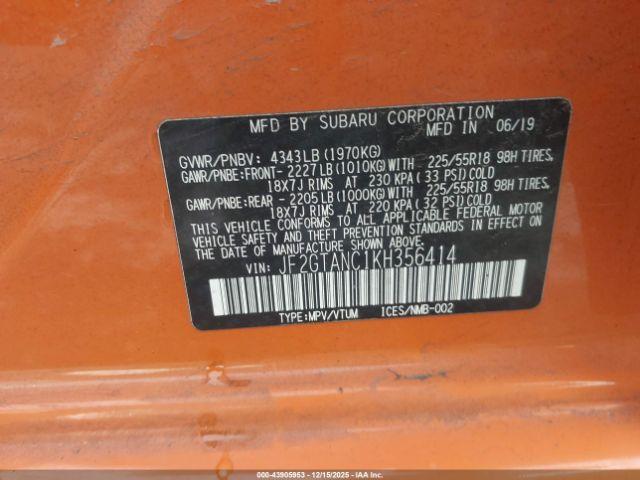 MFD BY SUBARU CORPORATION
MFD IN 06/19
GVWR/PNBV: 4343LB(1970KG)
GAWR/PNBE:FRONT- 2227LB(1010KG)WITH 225/55R18 98H TIRES,
18X7J RIMS AT 230 KPA(33 PSI)COLD
GAWR/PNBE:REAR - 2205LB(1000KG)WITH 225/55R18 98H TIRES,
18X7J RIMS AT 220 KPA(32 PSI)COLD
THIS VEHICLE CONFORMS TO ALL APPLICABLE FEDERAL MOTOR
VEHICLE SAFETY AND THEFT PREVENTION STANDARDS IN EFFECT ON
THE DATE OF MANUFACTURE SHOWN ABOVE.
VIN: JF2GTANC1KH356414
TYPE:MPV/VTUM ICES/NMB-002
000-43905953 - 12/15/2025 - IAAI.CA